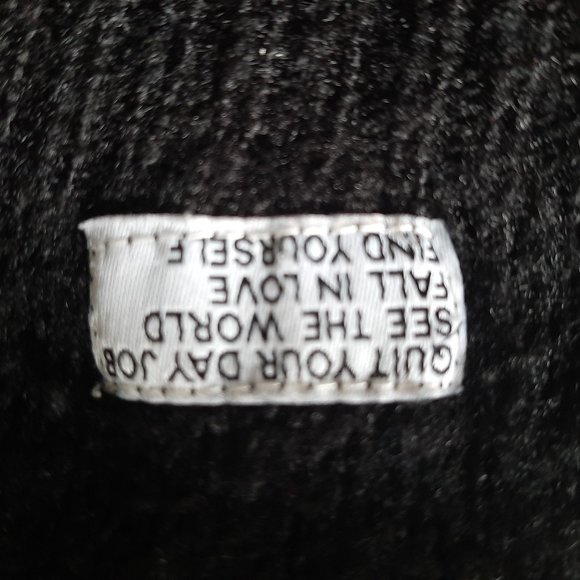 QUIT YOUR DAY JOB
SEE THE WORLD
FALL IN LOVE
FIND YOURSELF